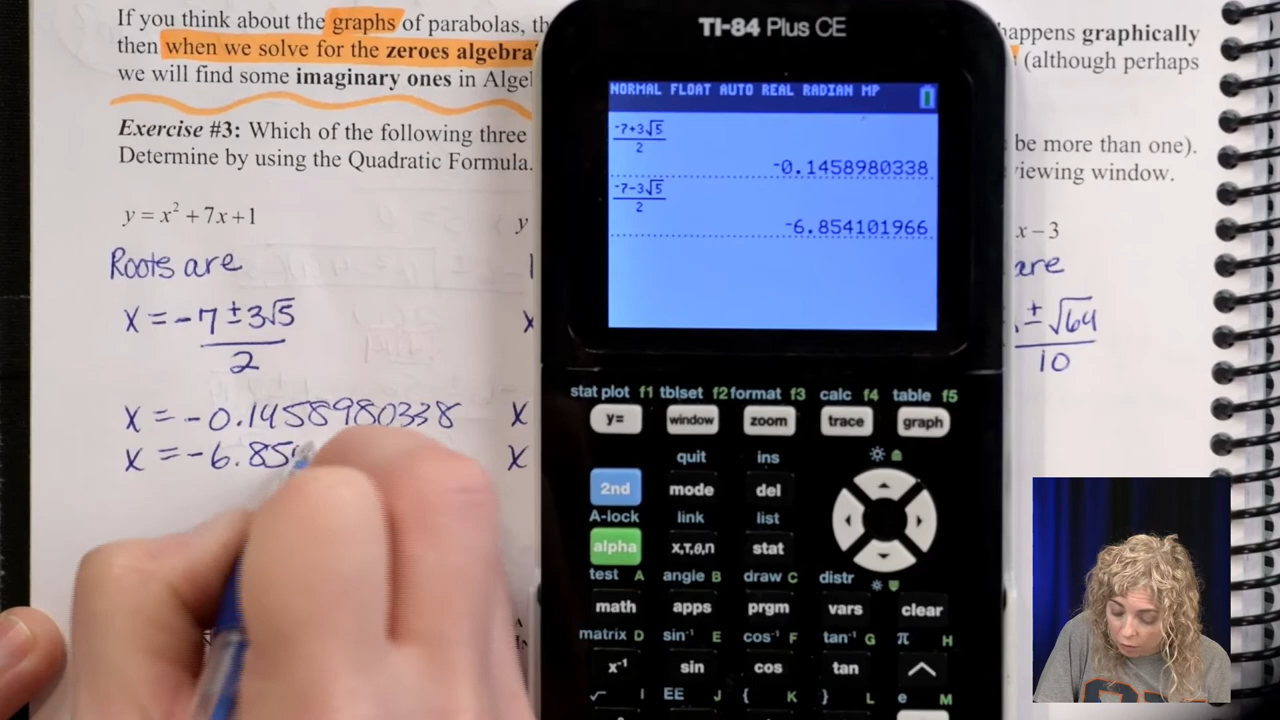 If you think about the graphs of parabolas, th
then when we solve for the zeroes algebra
we will find some imaginary ones in Alge
happens graphically
(although perhaps
Exercise #3: Which of the following three
Determine by using the Quadratic Formula.
be more than one).
viewing window.
y = x² + 7x + 1
y
x − 3
Roots are
are
x = -7 ± 3√5
2
x
± √64
10
x = -0.1458980338
x = -6.85
x
x
TI-84 Plus CE
NORMAL FLOAT AUTO REAL RADIAN MP
-7+3√5
2
-0.1458980338
-7-3√5
2
-6.854101966
stat plot f1 tblset f2 format f3 calc f4 table f5
y= window zoom trace graph
quit ins
2nd mode del
A-lock link list
alpha X,T,θ,n stat
test A angle B draw C distr
math apps prgm vars clear
matrix D sin⁻¹ E cos⁻¹ F tan⁻¹ G π H
x⁻¹ sin cos tan ^
√ I EE J { K } L e M